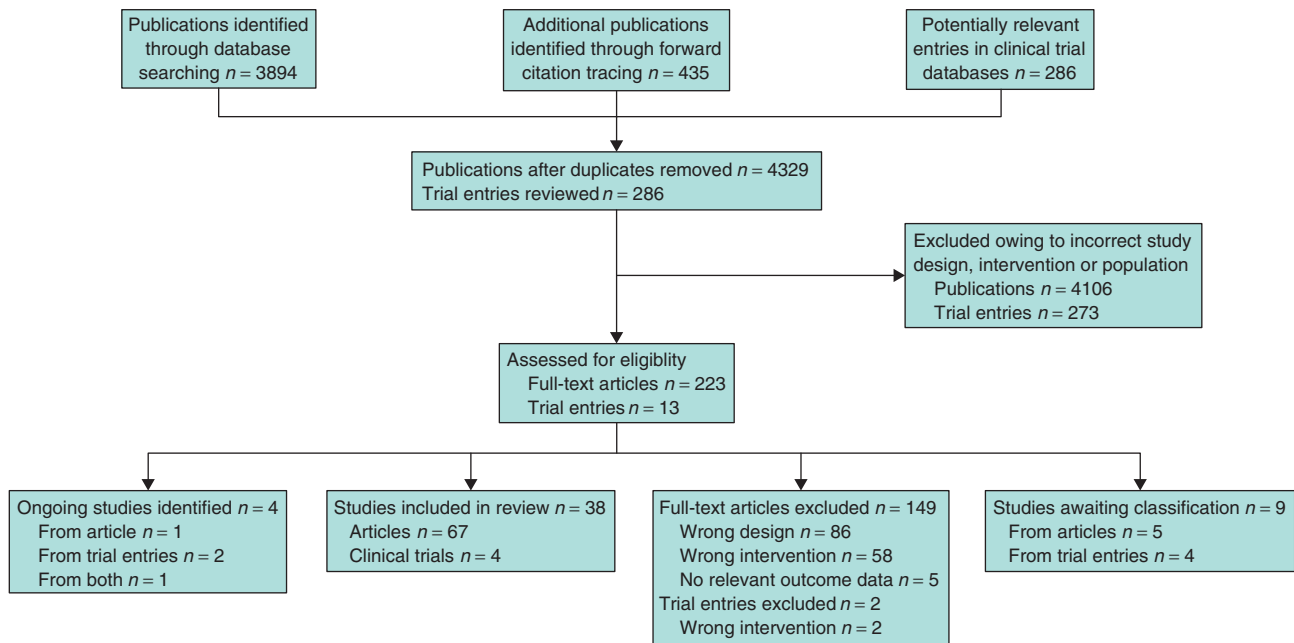 Publications identified
through database
searching n = 3894
Additional publications
identified through forward
citation tracing n = 435
Potentially relevant
entries in clinical trial
databases n = 286
Publications after duplicates removed n = 4329
Trial entries reviewed n = 286
Excluded owing to incorrect study
design, intervention or population
Publications n = 4106
Trial entries n = 273
Assessed for eligiblity
Full-text articles n = 223
Trial entries n = 13
Ongoing studies identified n = 4
From article n = 1
From trial entries n = 2
From both n = 1
Studies included in review n = 38
Articles n = 67
Clinical trials n = 4
Full-text articles excluded n = 149
Wrong design n = 86
Wrong intervention n = 58
No relevant outcome data n = 5
Trial entries excluded n = 2
Wrong intervention n = 2
Studies awaiting classification n = 9
From articles n = 5
From trial entries n = 4